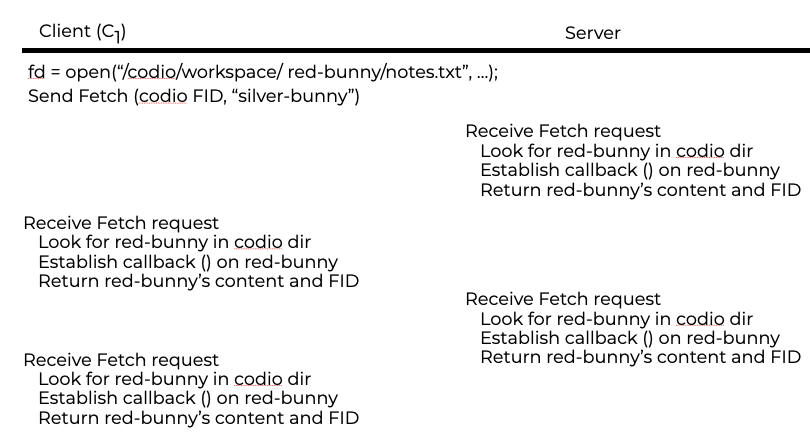 Client (C1)
Server
fd = open(“/codio/workspace/ red-bunny/notes.txt”, ...);
Send Fetch (codio FID, “silver-bunny”)
Receive Fetch request
Look for red-bunny in codio dir
Establish callback () on red-bunny
Return red-bunny’s content and FID
Receive Fetch request
Look for red-bunny in codio dir
Establish callback () on red-bunny
Return red-bunny’s content and FID
Receive Fetch request
Look for red-bunny in codio dir
Establish callback () on red-bunny
Return red-bunny’s content and FID
Receive Fetch request
Look for red-bunny in codio dir
Establish callback () on red-bunny
Return red-bunny’s content and FID